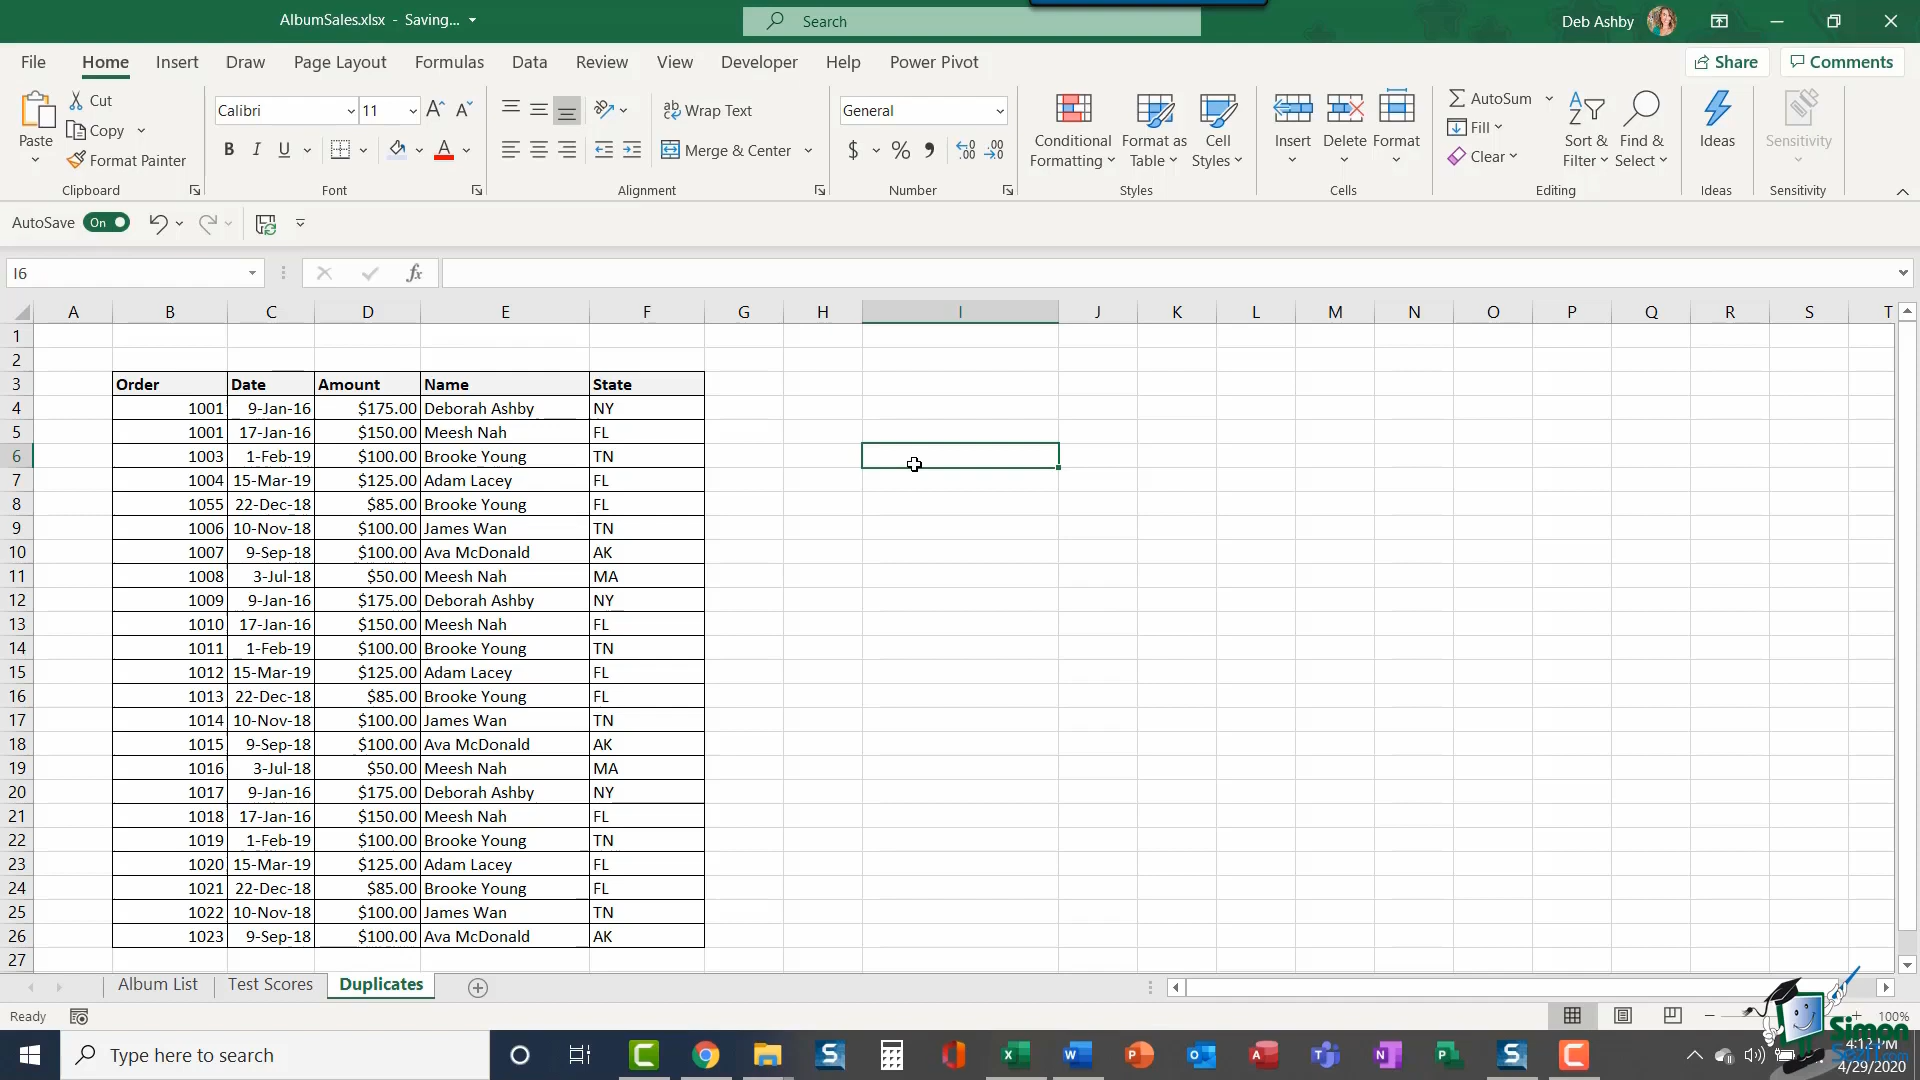 AlbumSales.xlsx - Saving...
Search
Deb Ashby
File Home Insert Draw Page Layout Formulas Data Review View Developer Help Power Pivot
Share Comments
Paste
Cut
Copy
Format Painter
Clipboard
Calibri 11
B I U
Font
Wrap Text
Merge & Center
Alignment
General
$ % 9
Number
Conditional Formatting
Format as Table
Cell Styles
Styles
Insert Delete Format
Cells
AutoSum
Fill
Clear
Sort & Filter
Find & Select
Editing
Ideas
Ideas
Sensitivity
Sensitivity
AutoSave On
I6
fx
A B C D E F G H I J K L M N O P Q R S T
1
2
3 Order Date Amount Name State
4 1001 9-Jan-16 $175.00 Deborah Ashby NY
5 1001 17-Jan-16 $150.00 Meesh Nah FL
6 1003 1-Feb-19 $100.00 Brooke Young TN
7 1004 15-Mar-19 $125.00 Adam Lacey FL
8 1055 22-Dec-18 $85.00 Brooke Young FL
9 1006 10-Nov-18 $100.00 James Wan TN
10 1007 9-Sep-18 $100.00 Ava McDonald AK
11 1008 3-Jul-18 $50.00 Meesh Nah MA
12 1009 9-Jan-16 $175.00 Deborah Ashby NY
13 1010 17-Jan-16 $150.00 Meesh Nah FL
14 1011 1-Feb-19 $100.00 Brooke Young TN
15 1012 15-Mar-19 $125.00 Adam Lacey FL
16 1013 22-Dec-18 $85.00 Brooke Young FL
17 1014 10-Nov-18 $100.00 James Wan TN
18 1015 9-Sep-18 $100.00 Ava McDonald AK
19 1016 3-Jul-18 $50.00 Meesh Nah MA
20 1017 9-Jan-16 $175.00 Deborah Ashby NY
21 1018 17-Jan-16 $150.00 Meesh Nah FL
22 1019 1-Feb-19 $100.00 Brooke Young TN
23 1020 15-Mar-19 $125.00 Adam Lacey FL
24 1021 22-Dec-18 $85.00 Brooke Young FL
25 1022 10-Nov-18 $100.00 James Wan TN
26 1023 9-Sep-18 $100.00 Ava McDonald AK
27
Album List Test Scores Duplicates
Ready
100%
Simon
Sez IT.com
Type here to search
4:12 PM
4/29/2020